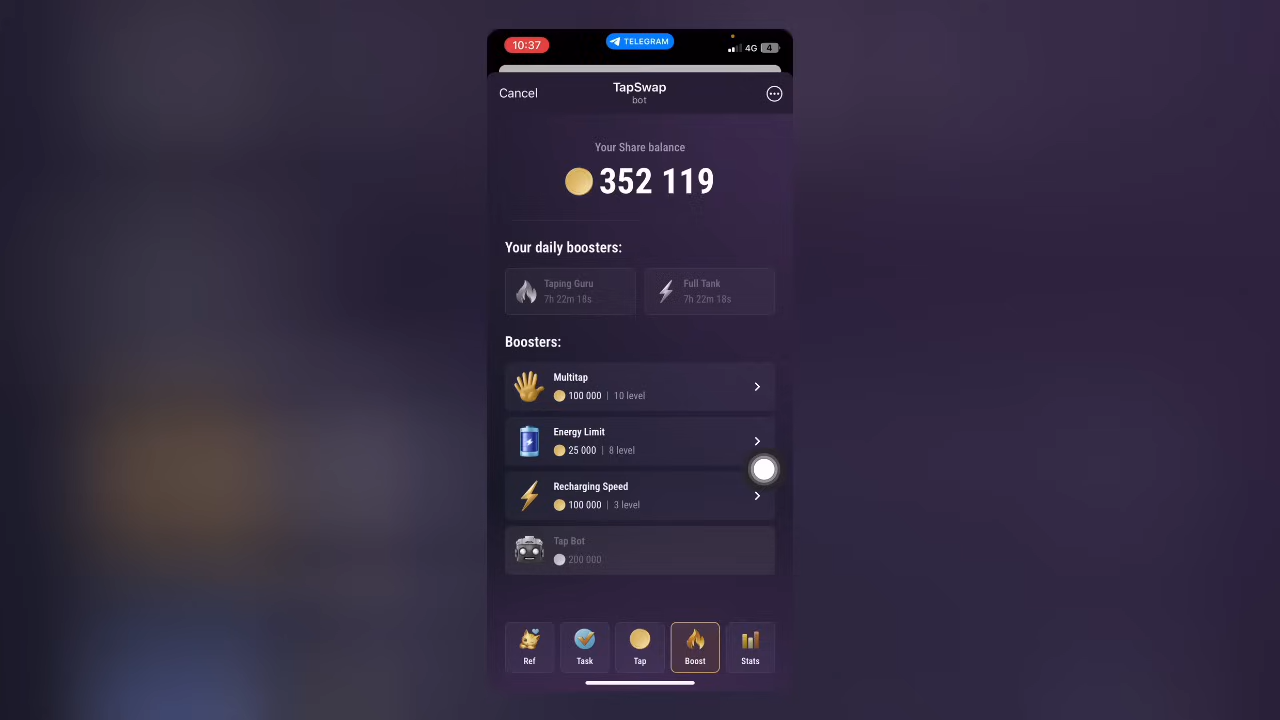 10:37
TELEGRAM
4G 4
Cancel
TapSwap
bot
Your Share balance
352 119
Your daily boosters:
Taping Guru
7h 22m 18s
Full Tank
7h 22m 18s
Boosters:
Multitap
100 000 | 10 level
Energy Limit
25 000 | 8 level
Recharging Speed
100 000 | 3 level
Tap Bot
200 000
Ref
Task
Tap
Boost
Stats